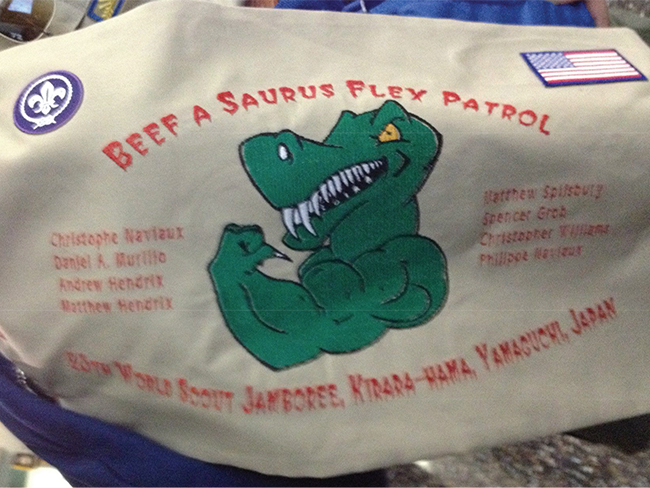 BEEF A SAURUS FLEX PATROL
Christophe Naviaux
Daniel A. Murillo
Andrew Hendrix
Matthew Hendrix
Matthew Spilsbury
Spencer Grob
Christopher Williams
Philippe Naviaux
WORLD SCOUT JAMBOREE, KIRARA-HAMA, YAMAGUCHI, JAPAN